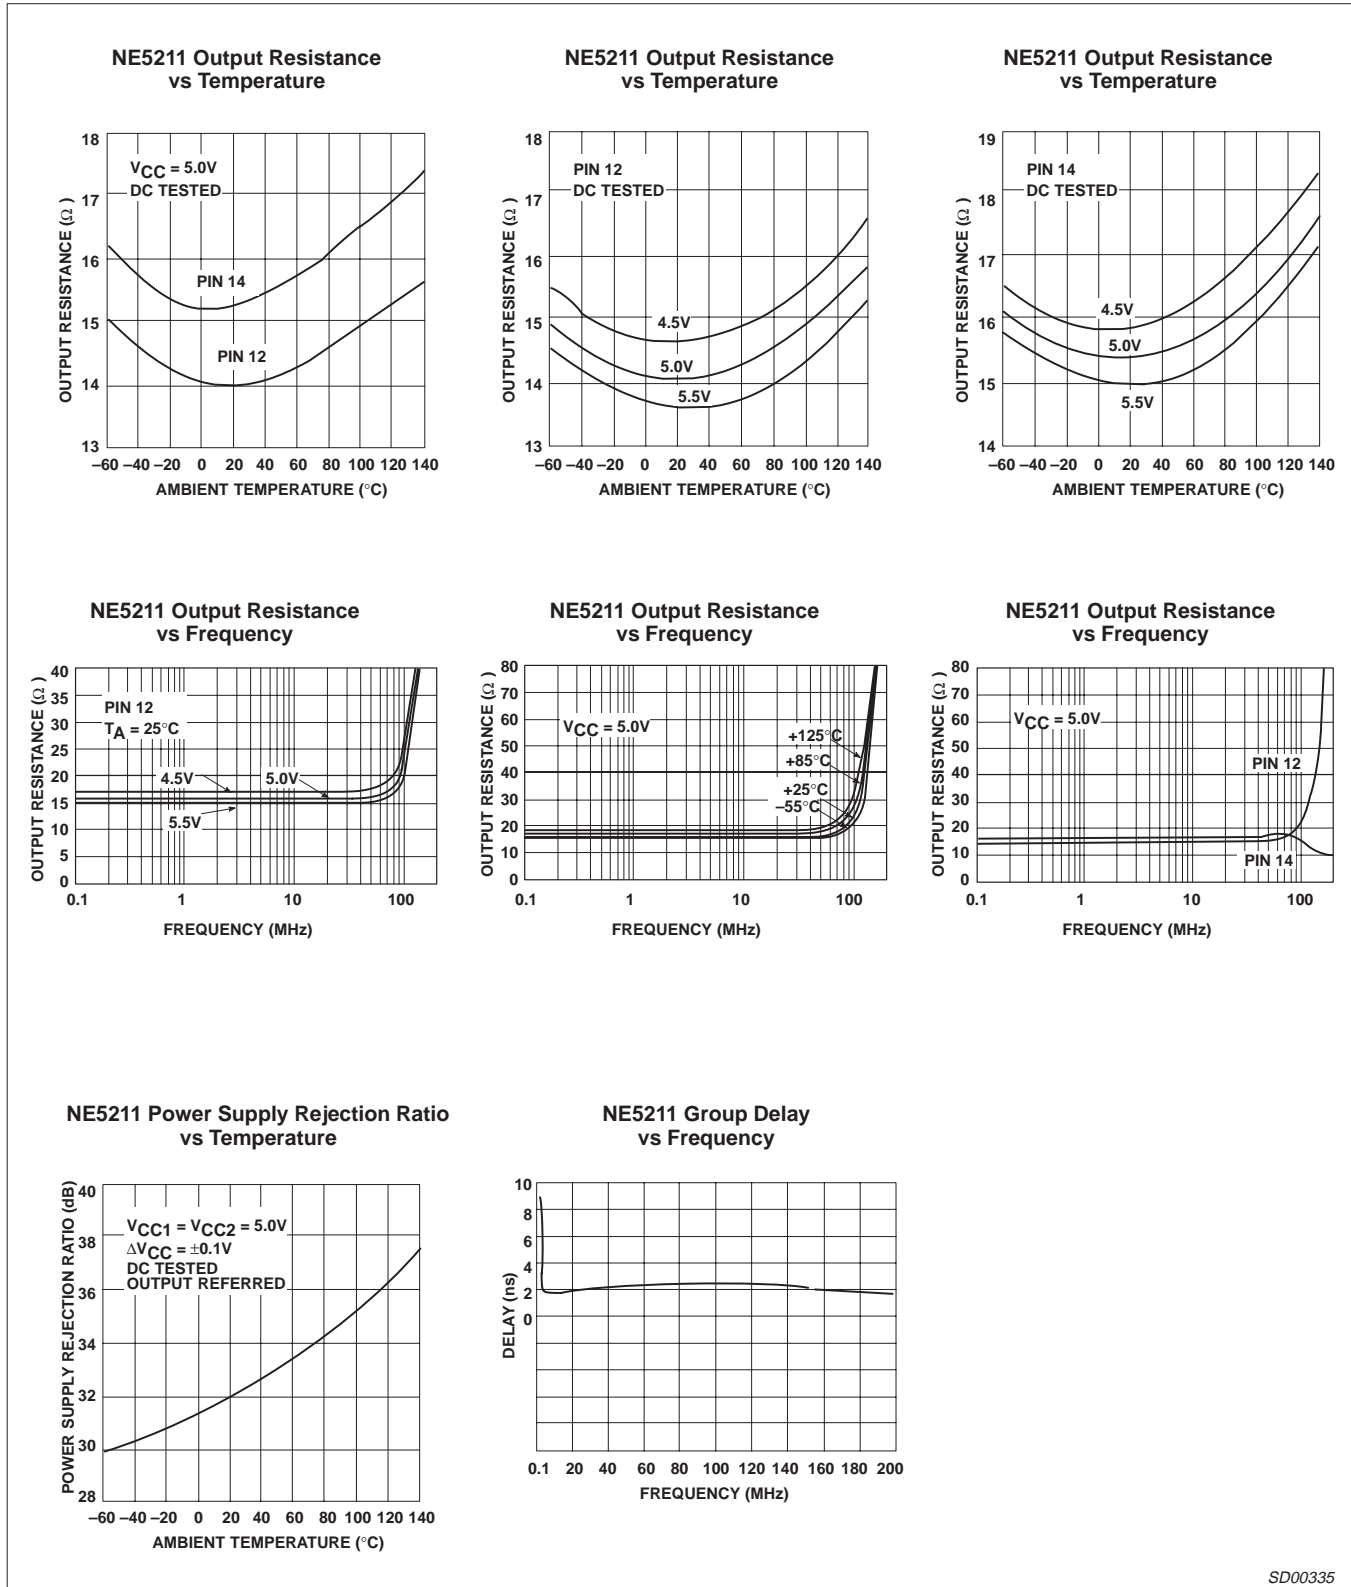 NE5211 Output Resistance
vs Temperature
18
17
16
15
14
13
VCC = 5.0V
DC TESTED
PIN 14
PIN 12
OUTPUT RESISTANCE (Ω )
–60 –40 –20 0 20 40 60 80 100 120 140
AMBIENT TEMPERATURE (°C)
NE5211 Output Resistance
vs Temperature
18
17
16
15
14
13
PIN 12
DC TESTED
4.5V
5.0V
5.5V
OUTPUT RESISTANCE (Ω )
–60 –40 –20 0 20 40 60 80 100 120 140
AMBIENT TEMPERATURE (°C)
NE5211 Output Resistance
vs Temperature
19
18
17
16
15
14
PIN 14
DC TESTED
4.5V
5.0V
5.5V
OUTPUT RESISTANCE (Ω )
–60 –40 –20 0 20 40 60 80 100 120 140
AMBIENT TEMPERATURE (°C)
NE5211 Output Resistance
vs Frequency
40
35
30
25
20
15
10
5
0
PIN 12
TA = 25°C
4.5V
5.0V
5.5V
OUTPUT RESISTANCE (Ω )
0.1 1 10 100
FREQUENCY (MHz)
NE5211 Output Resistance
vs Frequency
80
70
60
50
40
30
20
10
0
VCC = 5.0V
+125°C
+85°C
+25°C
–55°C
OUTPUT RESISTANCE (Ω )
0.1 1 10 100
FREQUENCY (MHz)
NE5211 Output Resistance
vs Frequency
80
70
60
50
40
30
20
10
0
VCC = 5.0V
PIN 12
PIN 14
OUTPUT RESISTANCE (Ω )
0.1 1 10 100
FREQUENCY (MHz)
NE5211 Power Supply Rejection Ratio
vs Temperature
40
38
36
34
32
30
28
VCC1 = VCC2 = 5.0V
∆VCC = ±0.1V
DC TESTED
OUTPUT REFERRED
POWER SUPPLY REJECTION RATIO (dB)
–60 –40 –20 0 20 40 60 80 100 120 140
AMBIENT TEMPERATURE (°C)
NE5211 Group Delay
vs Frequency
10
8
6
4
2
0
DELAY (ns)
0.1 20 40 60 80 100 120 140 160 180 200
FREQUENCY (MHz)
SD00335